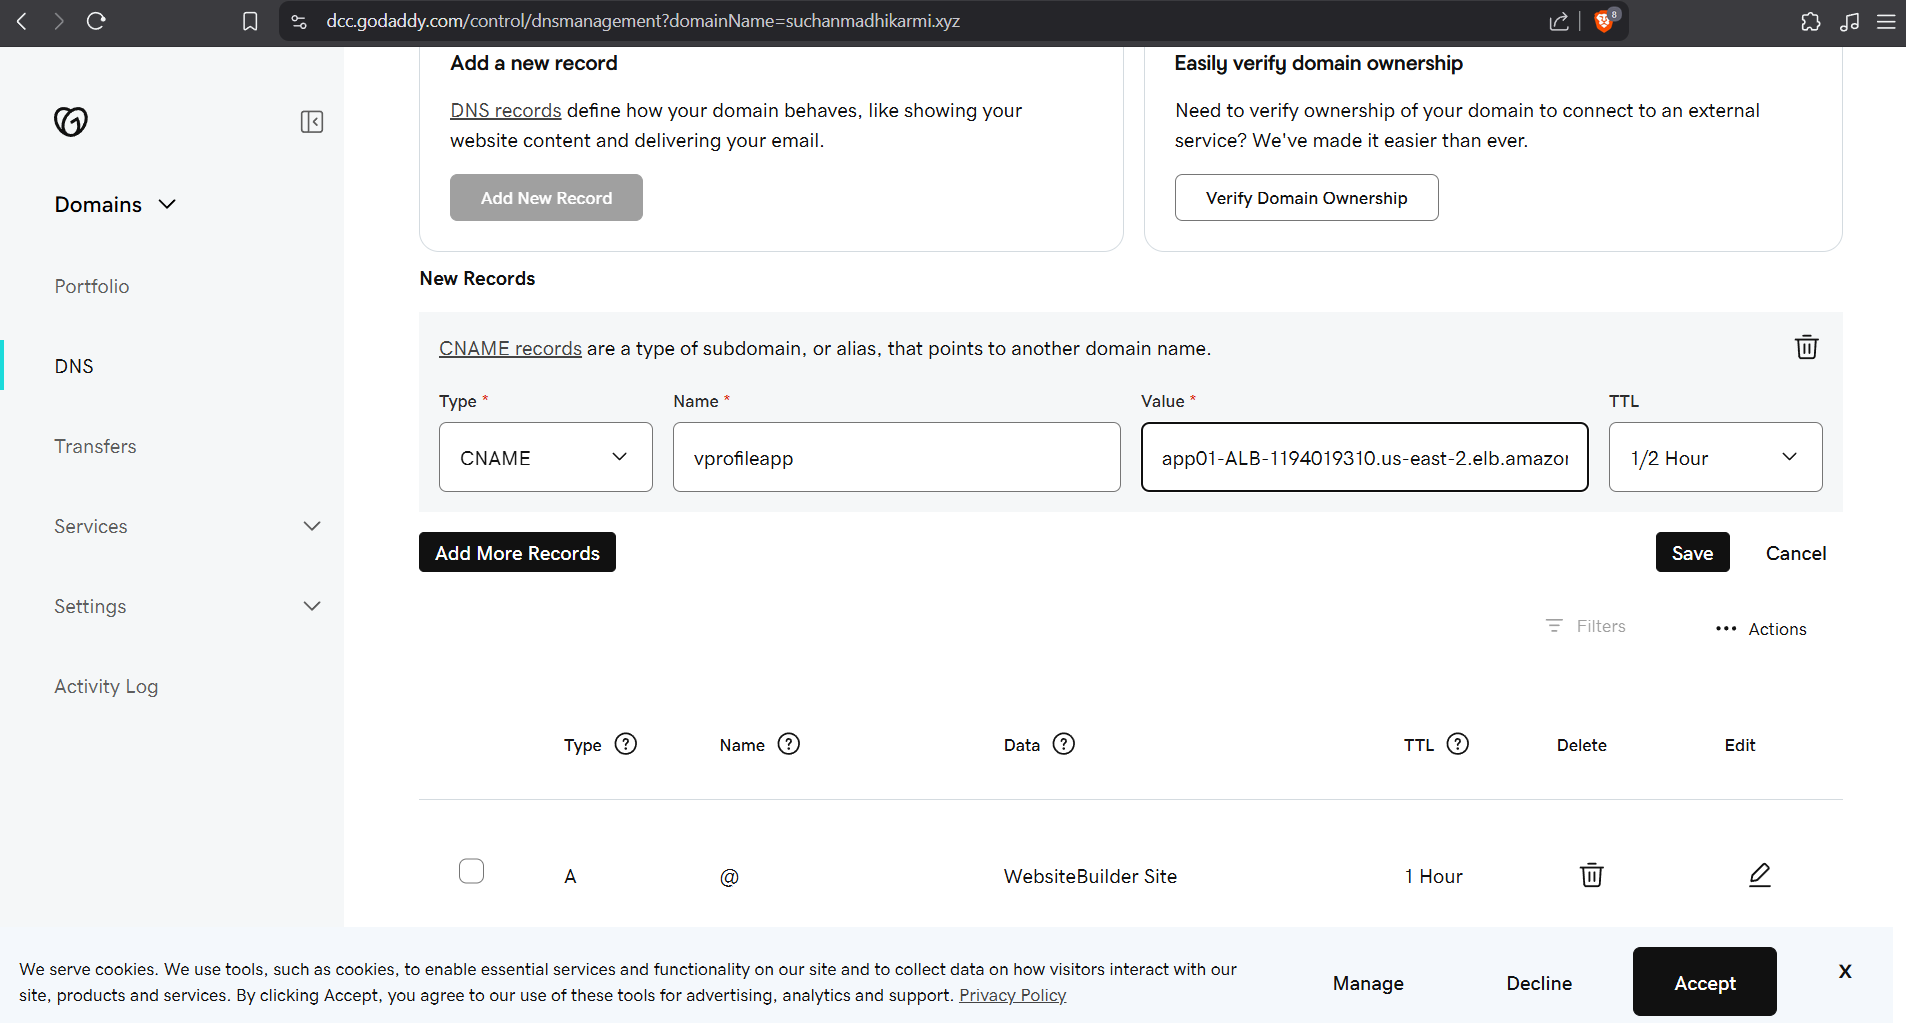 dcc.godaddy.com/control/dnsmanagement?domainName=suchanmadhikarmi.xyz
8
Domains
Portfolio
DNS
Transfers
Services
Settings
Activity Log
Add a new record
DNS records define how your domain behaves, like showing your
website content and delivering your email.
Add New Record
Easily verify domain ownership
Need to verify ownership of your domain to connect to an external
service? We've made it easier than ever.
Verify Domain Ownership
New Records
CNAME records are a type of subdomain, or alias, that points to another domain name.
Type * Name * Value * TTL
CNAME vprofileapp app01-ALB-1194019310.us-east-2.elb.amazon 1/2 Hour
Add More Records Save Cancel
Filters Actions
Type ? Name ? Data ? TTL ? Delete Edit
A @ WebsiteBuilder Site 1 Hour
We serve cookies. We use tools, such as cookies, to enable essential services and functionality on our site and to collect data on how visitors interact with our
site, products and services. By clicking Accept, you agree to our use of these tools for advertising, analytics and support. Privacy Policy
Manage Decline Accept X